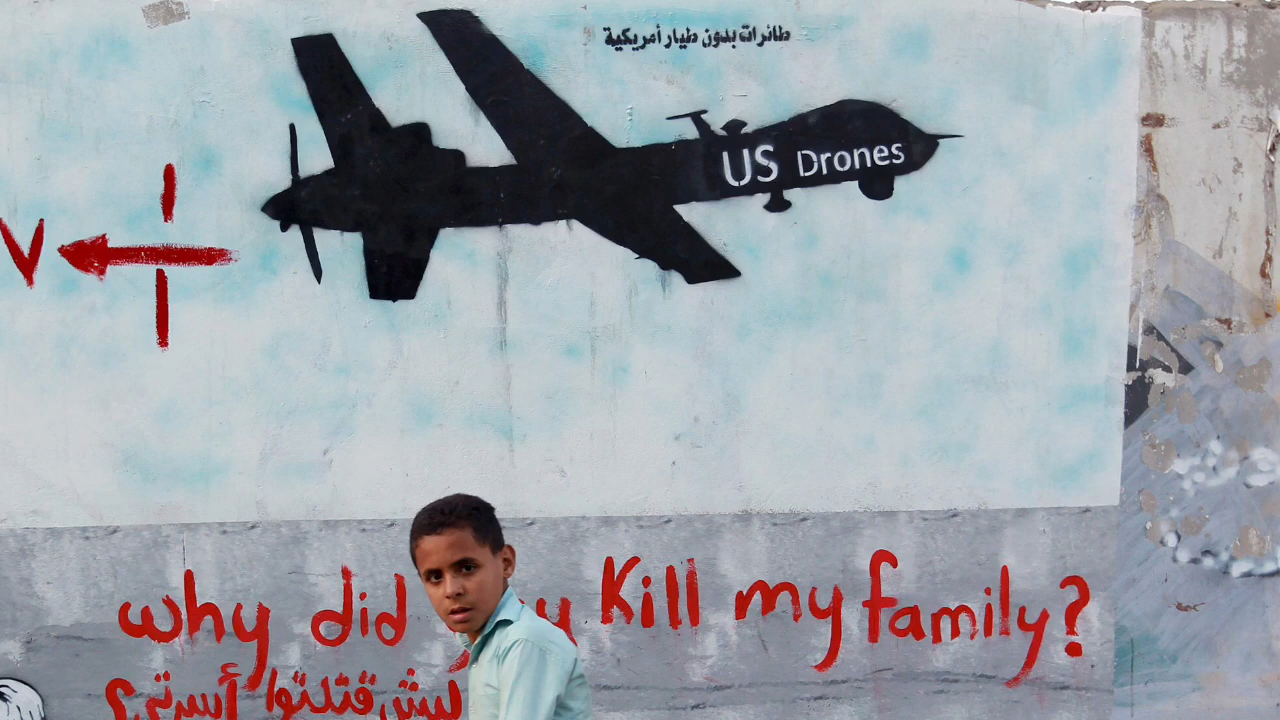 طائرات بدون طيار أمريكية
US Drones
V
why did kill my family?
ليش قتلتوا أسرتي؟